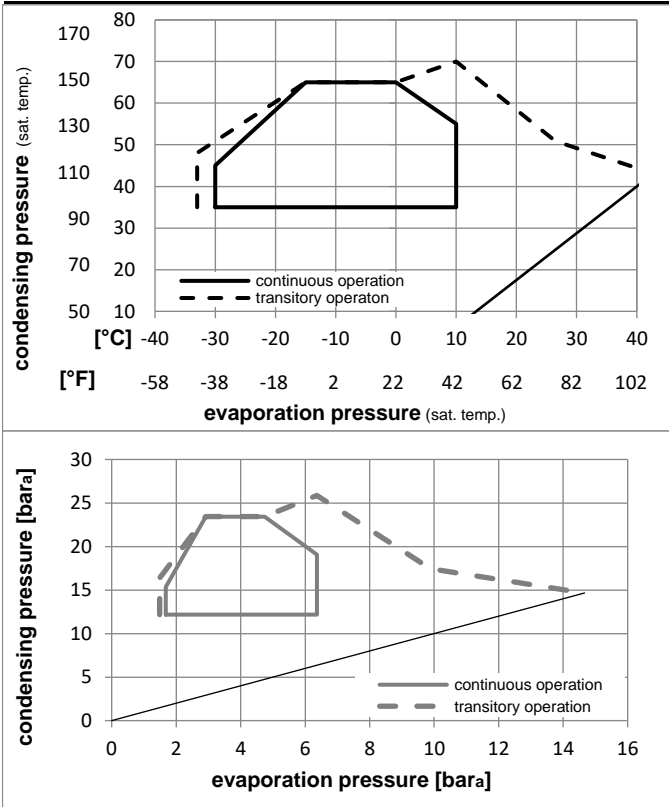 condensing pressure (sat. temp.)
170 80
70
150 60
130 50
110 40
90 30
70 20
50 10
continuous operation
transitory operaton
[°C] -40 -30 -20 -10 0 10 20 30 40
[°F] -58 -38 -18 2 22 42 62 82 102
evaporation pressure (sat. temp.)
condensing pressure [bara]
30
25
20
15
10
5
0
continuous operation
transitory operation
0 2 4 6 8 10 12 14 16
evaporation pressure [bara]